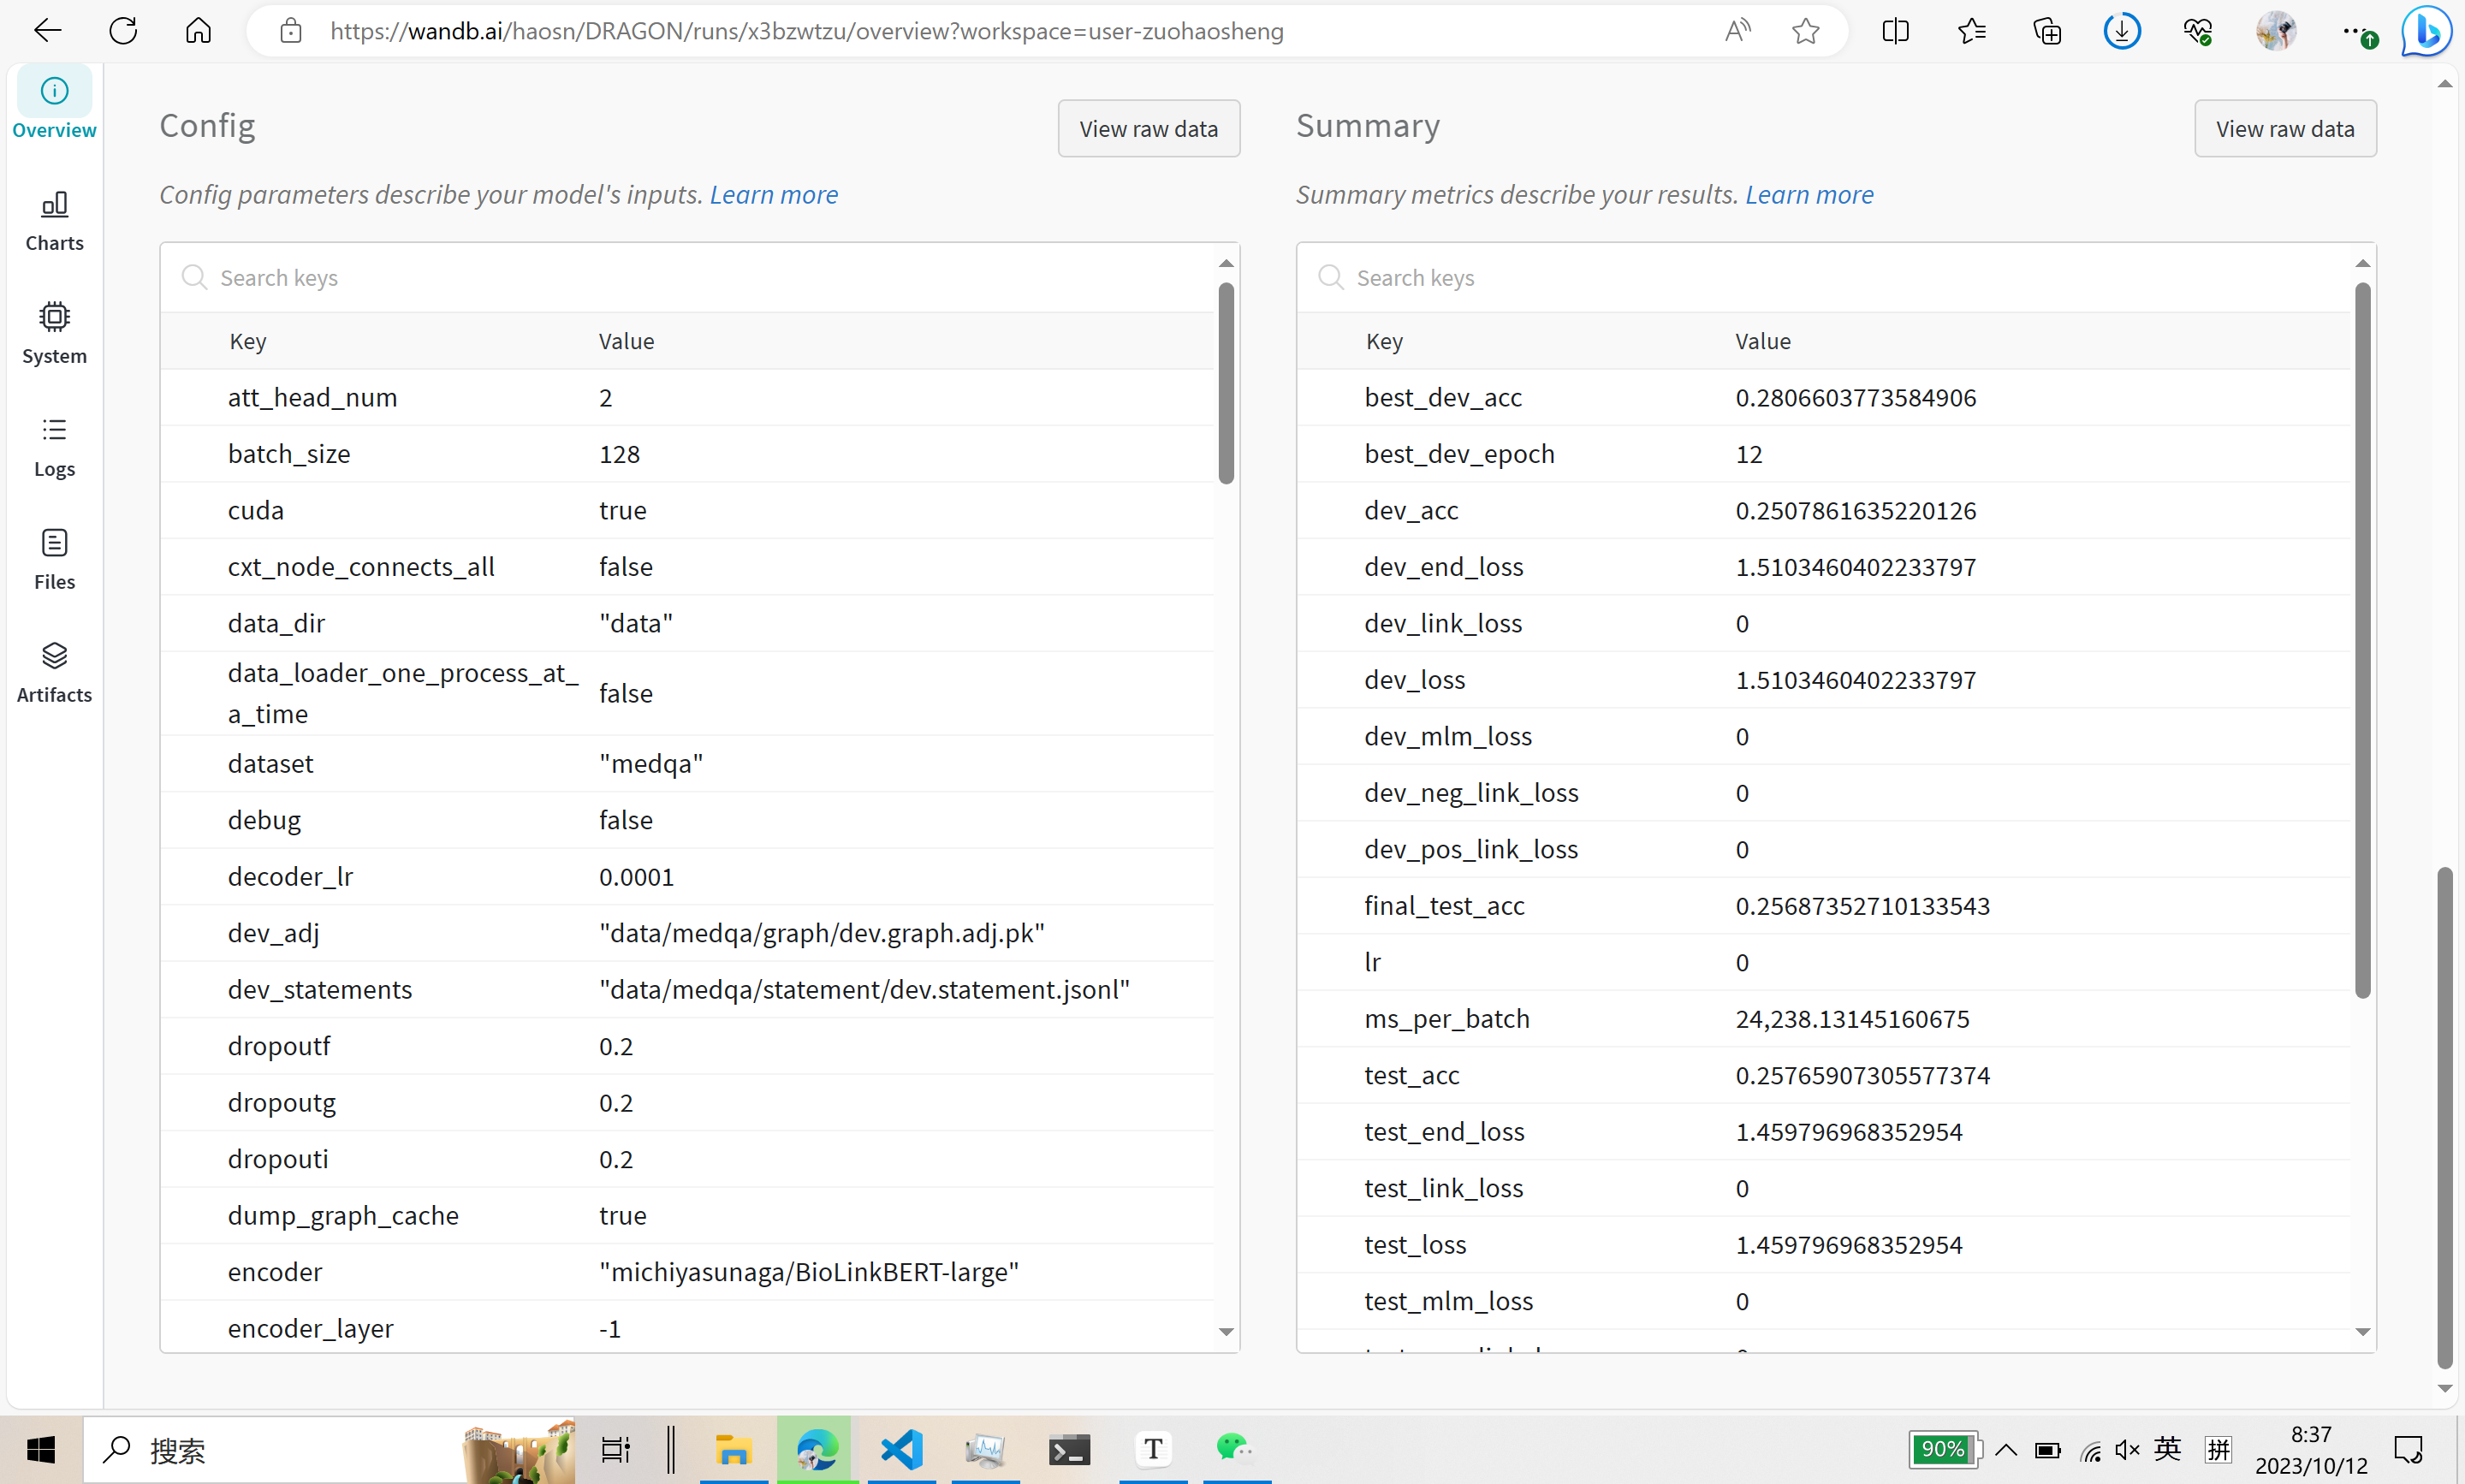 https://wandb.ai/haosn/DRAGON/runs/x3bzwtzu/overview?workspace=user-zuohaosheng
Overview
Charts
System
Logs
Files
Artifacts
Config
View raw data
Config parameters describe your model's inputs. Learn more
Search keys
Key Value
att_head_num 2
batch_size 128
cuda true
cxt_node_connects_all false
data_dir "data"
data_loader_one_process_at_
a_time false
dataset "medqa"
debug false
decoder_lr 0.0001
dev_adj "data/medqa/graph/dev.graph.adj.pk"
dev_statements "data/medqa/statement/dev.statement.jsonl"
dropoutf 0.2
dropoutg 0.2
dropouti 0.2
dump_graph_cache true
encoder "michiyasunaga/BioLinkBERT-large"
encoder_layer -1
Summary
View raw data
Summary metrics describe your results. Learn more
Search keys
Key Value
best_dev_acc 0.2806603773584906
best_dev_epoch 12
dev_acc 0.2507861635220126
dev_end_loss 1.5103460402233797
dev_link_loss 0
dev_loss 1.5103460402233797
dev_mlm_loss 0
dev_neg_link_loss 0
dev_pos_link_loss 0
final_test_acc 0.25687352710133543
lr 0
ms_per_batch 24,238.13145160675
test_acc 0.25765907305577374
test_end_loss 1.459796968352954
test_link_loss 0
test_loss 1.459796968352954
test_mlm_loss 0
搜索
90%
英
拼
8:37
2023/10/12